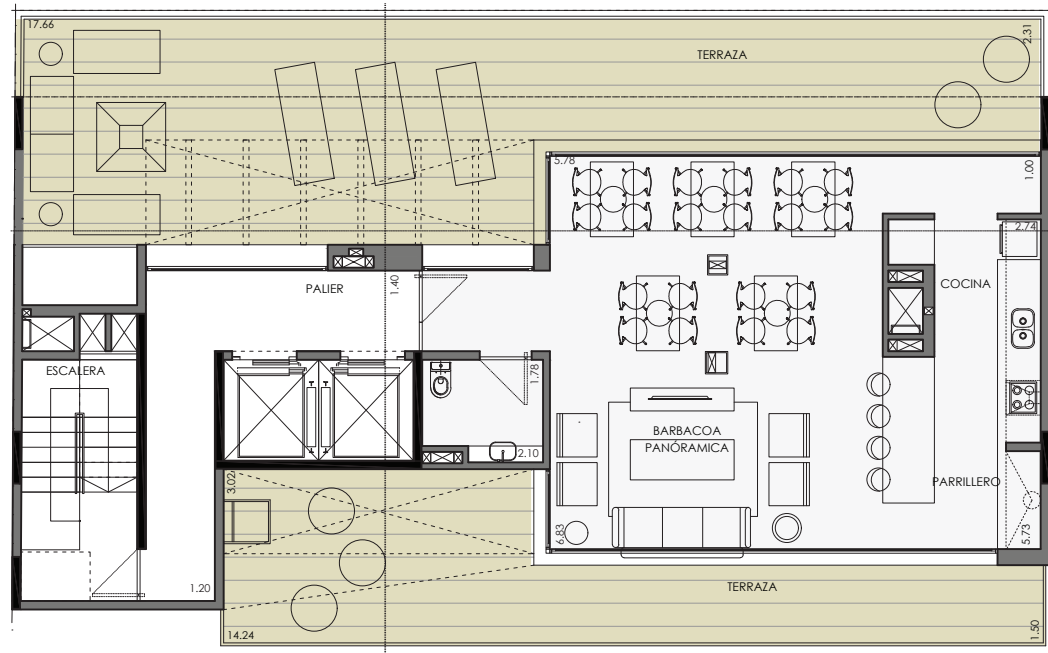 17.66
TERRAZA
2.31
5.78
1.00
2.74
PALIER
1.40
COCINA
ESCALERA
1.78
BARBACOA
PANÓRAMICA
2.10
PARRILLERO
3.02
6.83
5.73
1.20
TERRAZA
14.24
1.50